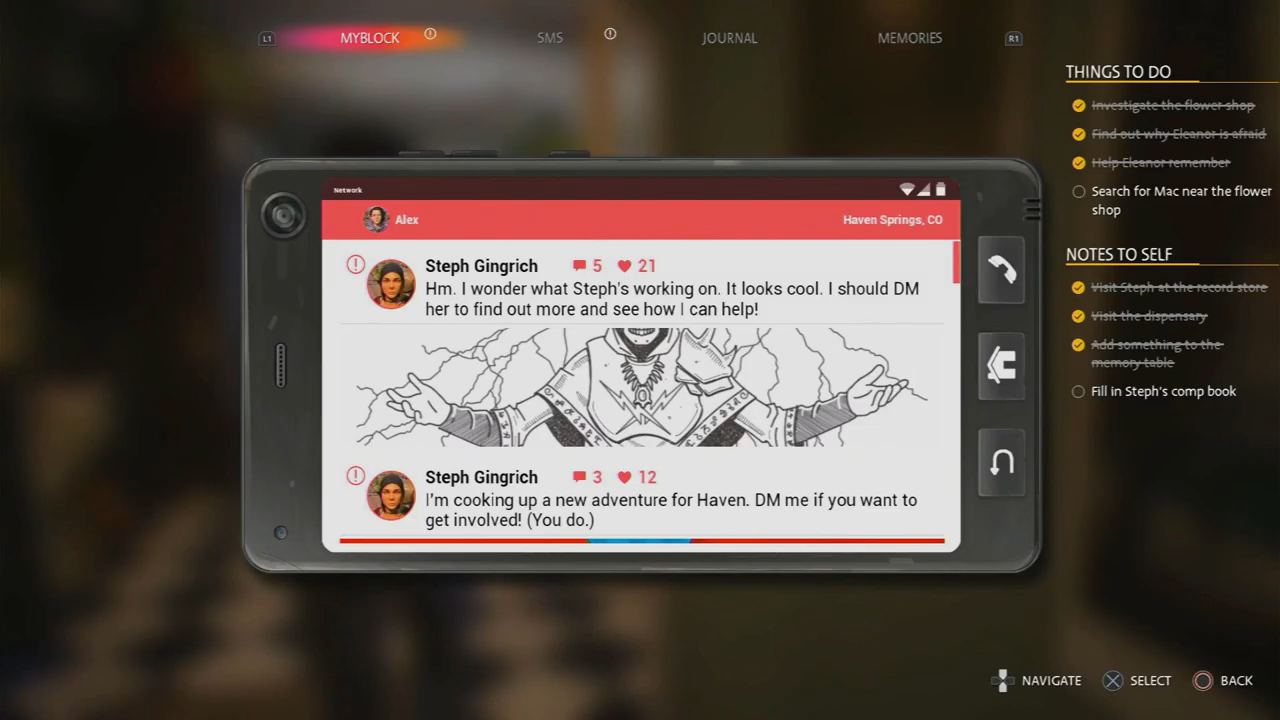 L1
MYBLOCK
SMS
JOURNAL
MEMORIES
R1
THINGS TO DO
Investigate the flower shop
Find out why Eleanor is afraid
Help Eleanor remember
Search for Mac near the flower
shop
NOTES TO SELF
Visit Steph at the record store
Visit the dispensary
Add something to the
memory table
Fill in Steph's comp book
Network
Alex
Haven Springs, CO
Steph Gingrich 5 21
Hm. I wonder what Steph's working on. It looks cool. I should DM
her to find out more and see how I can help!
Steph Gingrich 3 12
I'm cooking up a new adventure for Haven. DM me if you want to
get involved! (You do.)
NAVIGATE
SELECT
BACK